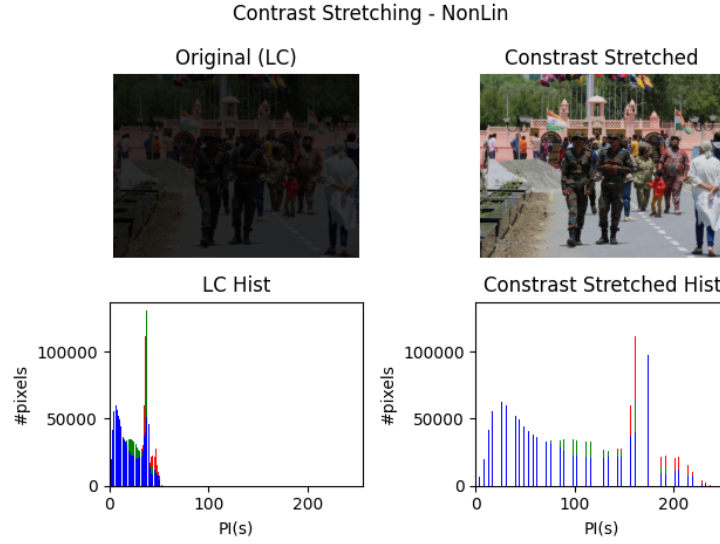 Contrast Stretching - NonLin
Original (LC)
Constrast Stretched
LC Hist
Constrast Stretched Hist
#pixels
100000
50000
0
0
100
200
PI(s)
#pixels
100000
50000
0
0
100
200
PI(s)